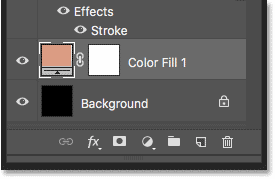 Effects
Stroke
Color Fill 1
Background
fx